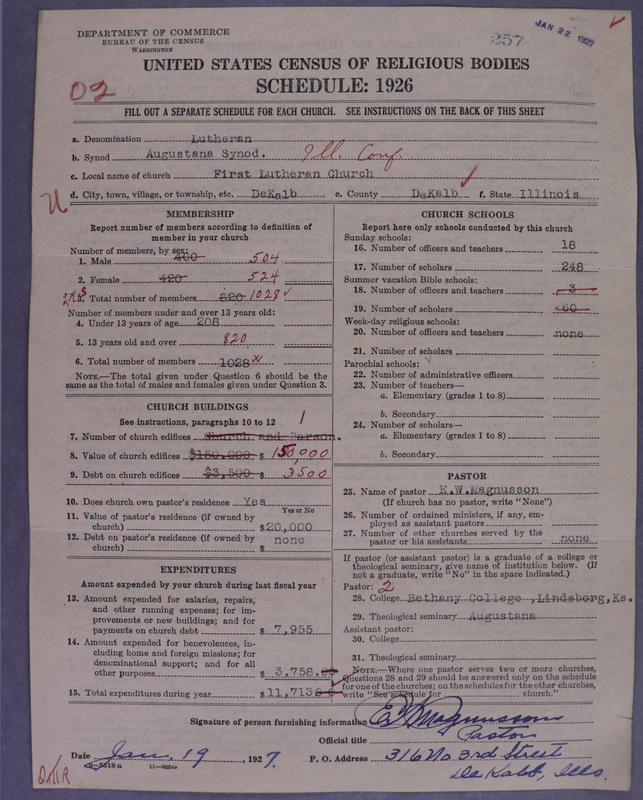 DEPARTMENT OF COMMERCE
BUREAU OF THE CENSUS
WASHINGTON
257
JAN 22 1927
UNITED STATES CENSUS OF RELIGIOUS BODIES
SCHEDULE: 1926
02
FILL OUT A SEPARATE SCHEDULE FOR EACH CHURCH. SEE INSTRUCTIONS ON THE BACK OF THIS SHEET
a. Denomination Lutheran
b. Synod Augustana Synod. Ill. Conf.
c. Local name of church First Lutheran Church
d. City, town, village, or township, etc. DeKalb e. County DeKalb f. State Illinois
MEMBERSHIP
Report number of members according to definition of
member in your church
Number of members, by sex:
1. Male 400 504
2. Female 420 524
3. Total number of members 820 1028
Number of members under and over 13 years old:
4. Under 13 years of age 208
5. 13 years old and over 820
6. Total number of members 1028
NOTE.—The total given under Question 6 should be
the same as the total of males and females given under Question 3.
CHURCH BUILDINGS
See instructions, paragraphs 10 to 12
1
7. Number of church edifices Church and Parson.
8. Value of church edifices $150,000 $ 150,000
9. Debt on church edifices $3,500 $ 3500
10. Does church own pastor's residence Yes
Yes or No
11. Value of pastor's residence (if owned by
church) $20,000
12. Debt on pastor's residence (if owned by
church) $ none
EXPENDITURES
Amount expended by your church during last fiscal year
13. Amount expended for salaries, repairs,
and other running expenses; for im-
provements or new buildings; and for
payments on church debt $ 7,955
14. Amount expended for benevolences, in-
cluding home and foreign missions; for
denominational support; and for all
other purposes $ 3,758.
15. Total expenditures during year $ 11,713
CHURCH SCHOOLS
Report here only schools conducted by this church
Sunday schools:
16. Number of officers and teachers 18
17. Number of scholars 248
Summer vacation Bible schools:
18. Number of officers and teachers 3
19. Number of scholars 60
Week-day religious schools:
20. Number of officers and teachers none
21. Number of scholars
Parochial schools:
22. Number of administrative officers
23. Number of teachers—
a. Elementary (grades 1 to 8)
b. Secondary
24. Number of scholars—
a. Elementary (grades 1 to 8)
b. Secondary
PASTOR
25. Name of pastor E.W.Magnusson
(If church has no pastor, write "None")
26. Number of ordained ministers, if any, em-
ployed as assistant pastors
27. Number of other churches served by the
pastor or his assistants none
If pastor (or assistant pastor) is a graduate of a college or
theological seminary, give name of institution below. (If
not a graduate, write "No" in the space indicated.)
Pastor: 2
28. College Bethany College ,Lindsborg,Ks.
29. Theological seminary Augustana
Assistant pastor:
30. College
31. Theological seminary
NOTE.—Where one pastor serves two or more churches,
Questions 28 and 29 should be answered only on the schedule
for one of the churches; on the schedules for the other churches,
write "See schedule for church."
Signature of person furnishing information E W Magnusson
Official title Pastor
Date Jan. 19, 1927. P. O. Address 316 No 3rd Street
8-5518a 11-9654a De Kalb, Ills.